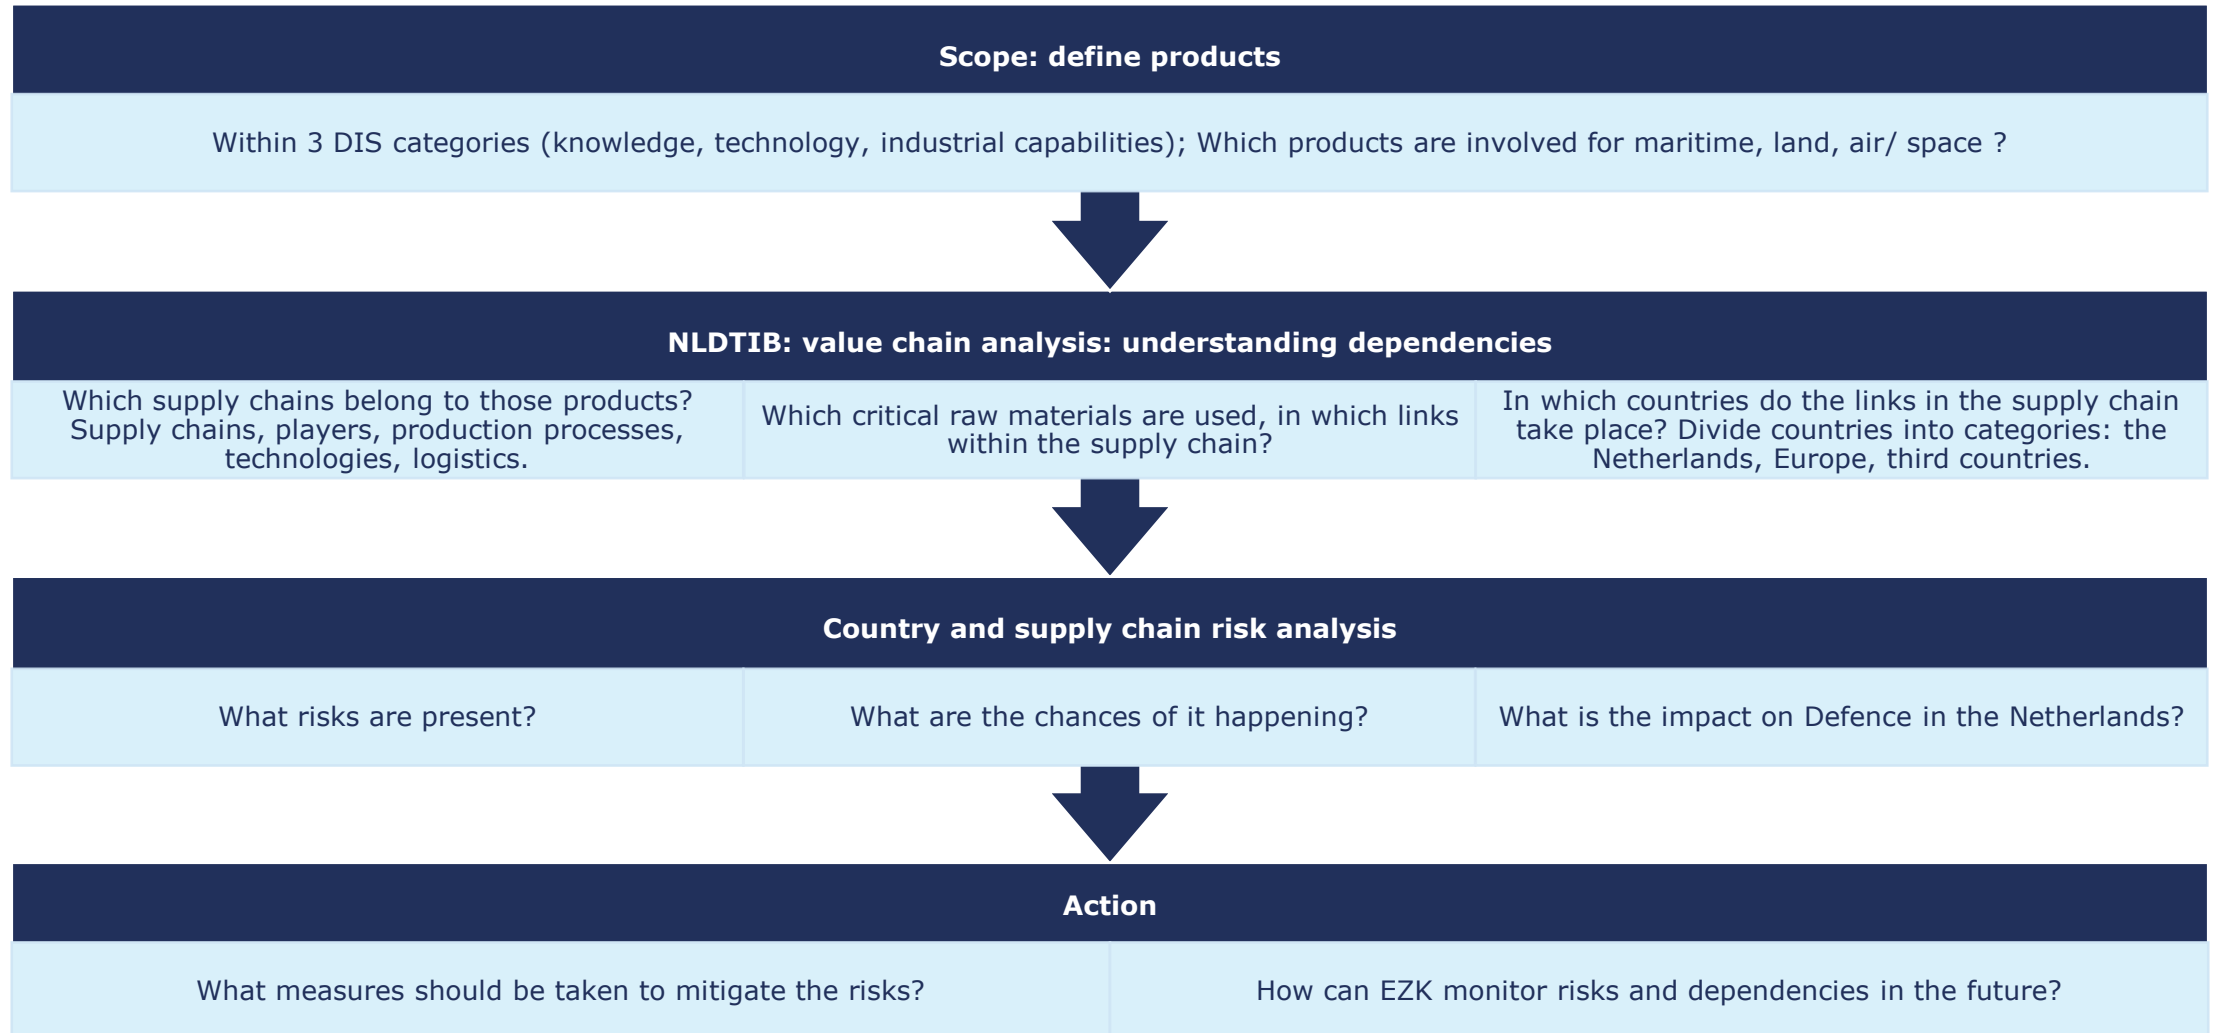 Scope: define products
Within 3 DIS categories (knowledge, technology, industrial capabilities); Which products are involved for maritime, land, air/ space ?
NLDTIB: value chain analysis: understanding dependencies
Which supply chains belong to those products?
Supply chains, players, production processes,
technologies, logistics.
Which critical raw materials are used, in which links
within the supply chain?
In which countries do the links in the supply chain
take place? Divide countries into categories: the
Netherlands, Europe, third countries.
Country and supply chain risk analysis
What risks are present?
What are the chances of it happening?
What is the impact on Defence in the Netherlands?
Action
What measures should be taken to mitigate the risks?
How can EZK monitor risks and dependencies in the future?